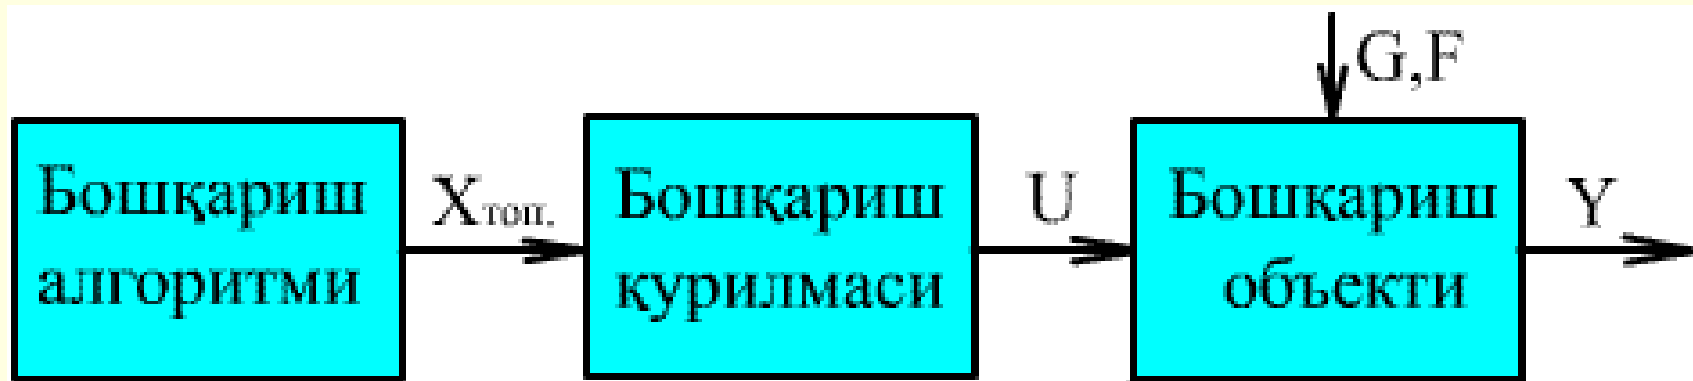 G,F
Бошқариш
алгоритми
Xтоп.
Бошқариш
қурилмаси
U
Бошқариш
объекти
Y